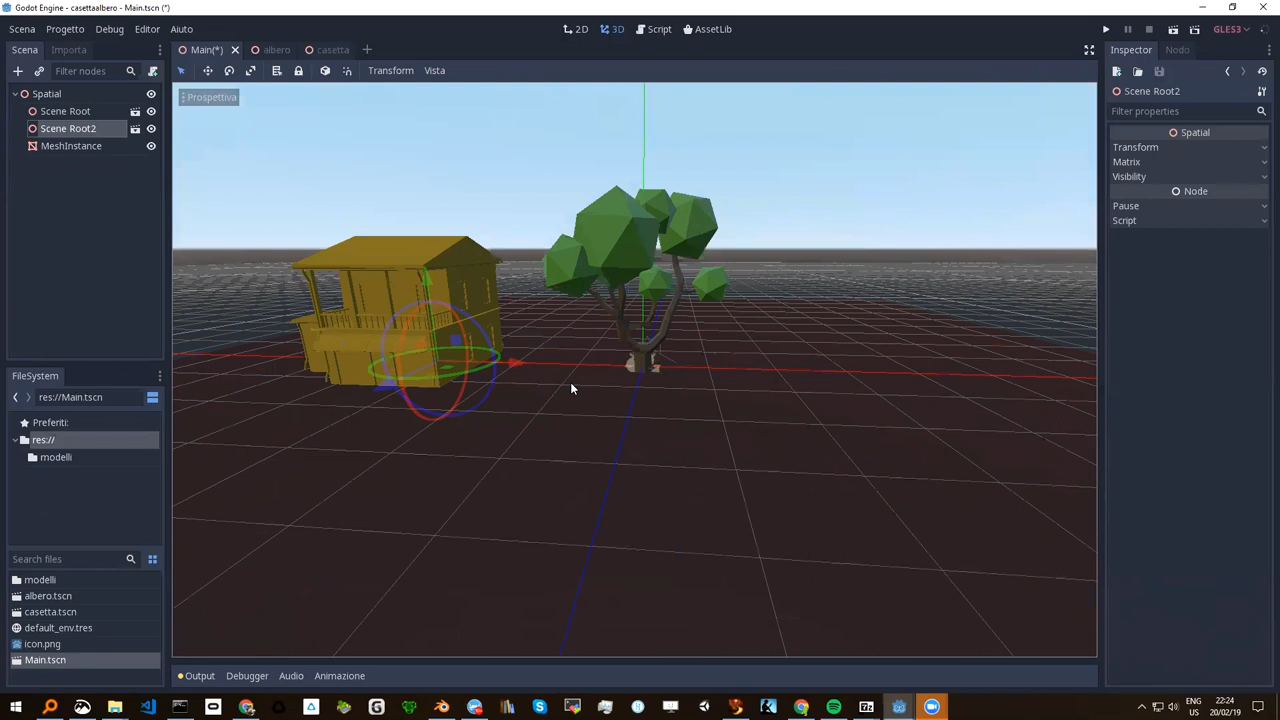 Godot Engine - casettaalbero - Main.tscn (*)
Scena Progetto Debug Editor Aiuto
2D 3D Script AssetLib
GLES3
Scena Importa
Main(*) albero casetta
Inspector Nodo
Filter nodes
Transform Vista
Scene Root2
Filter properties
Prospettiva
Spatial
Scene Root
Scene Root2
MeshInstance
Spatial
Transform
Matrix
Visibility
Node
Pause
Script
FileSystem
res://Main.tscn
Preferiti:
res://
modelli
Search files
modelli
albero.tscn
casetta.tscn
default_env.tres
icon.png
Main.tscn
Output Debugger Audio Animazione
ENG
US
22:24
20/02/19